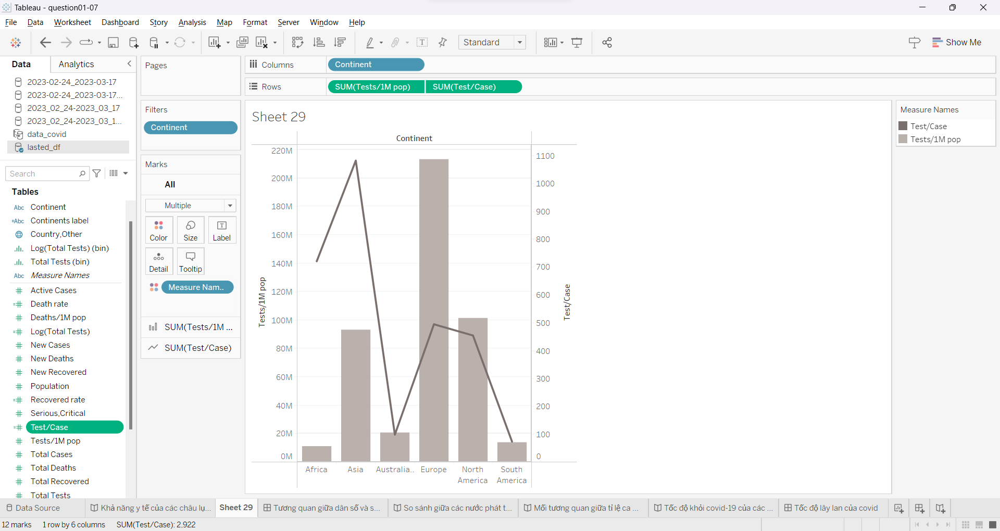 Tableau - question01-07
File Data Worksheet Dashboard Story Analysis Map Format Server Window Help
Standard
Show Me
Data Analytics
2023-02-24_2023-03-17
2023-02-24_2023-03-17...
2023_02_24-2023_03_17
2023_02_24-2023_03_1...
data_covid
lasted_df
Search
Tables
Abc Continent
=Abc Continents label
Country,Other
Log(Total Tests) (bin)
Total Tests (bin)
Abc Measure Names
# Active Cases
=# Death rate
# Deaths/1M pop
=# Log(Total Tests)
# New Cases
# New Deaths
# New Recovered
# Population
=# Recovered rate
# Serious,Critical
=# Test/Case
# Tests/1M pop
# Total Cases
# Total Deaths
# Total Recovered
# Total Tests
Pages
Filters
Continent
Marks
All
Multiple
Color Size Label
Detail Tooltip
Measure Nam..
SUM(Tests/1M ...
SUM(Test/Case)
Columns Continent
Rows SUM(Tests/1M pop) SUM(Test/Case)
Sheet 29
Continent
Tests/1M pop
220M
200M
180M
160M
140M
120M
100M
80M
60M
40M
20M
0M
1100
1000
900
800
700
600
500
400
300
200
100
0
Test/Case
Africa Asia Australia.. Europe North America South America
Measure Names
Test/Case
Tests/1M pop
Data Source Khả năng y tế của các châu lụ... Sheet 29 Tương quan giữa dân số và s... So sánh giữa các nước phát t... Mối tương quan giữa tỉ lệ ca ... Tốc độ khỏi covid-19 của các ... Tốc độ lây lan của covid
12 marks 1 row by 6 columns SUM(Test/Case): 2,922